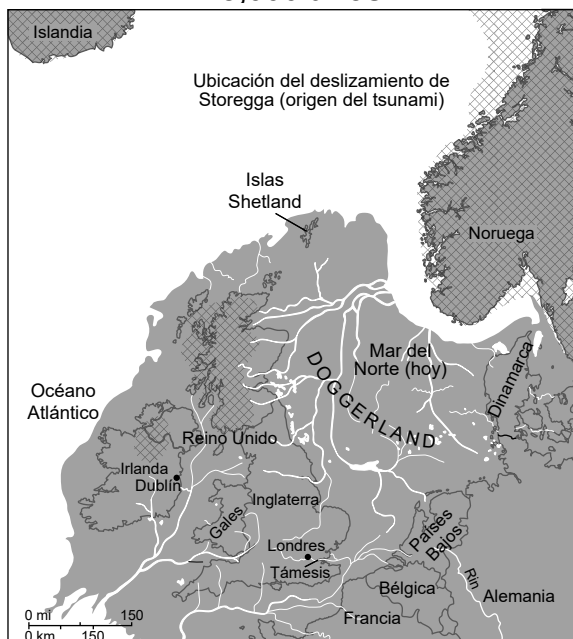 Islandia
Ubicación del deslizamiento de
Storegga (origen del tsunami)
Islas
Shetland
Noruega
Mar del
Norte (hoy)
DOGGERLAND
Dinamarca
Océano
Atlántico
Reino Unido
Irlanda
Dublín
Inglaterra
Gales
Londres
Támesis
Países
Bajos
Rin
Bélgica
Alemania
Francia
0 mi 150
0 km 150